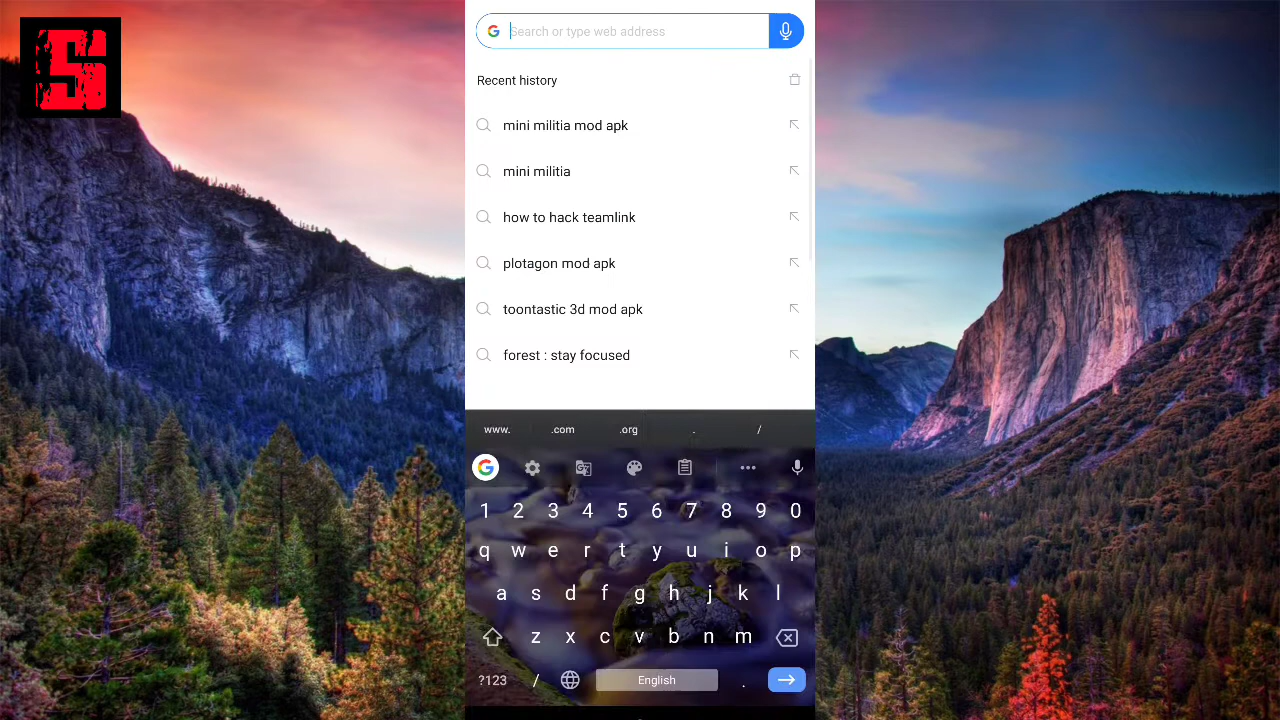 S
Search or type web address
Recent history
mini militia mod apk
mini militia
how to hack teamlink
plotagon mod apk
toontastic 3d mod apk
forest : stay focused
www. .com .org . /
G
1 2 3 4 5 6 7 8 9 0
q w e r t y u i o p
a s d f g h j k l
z x c v b n m
?123 / English .